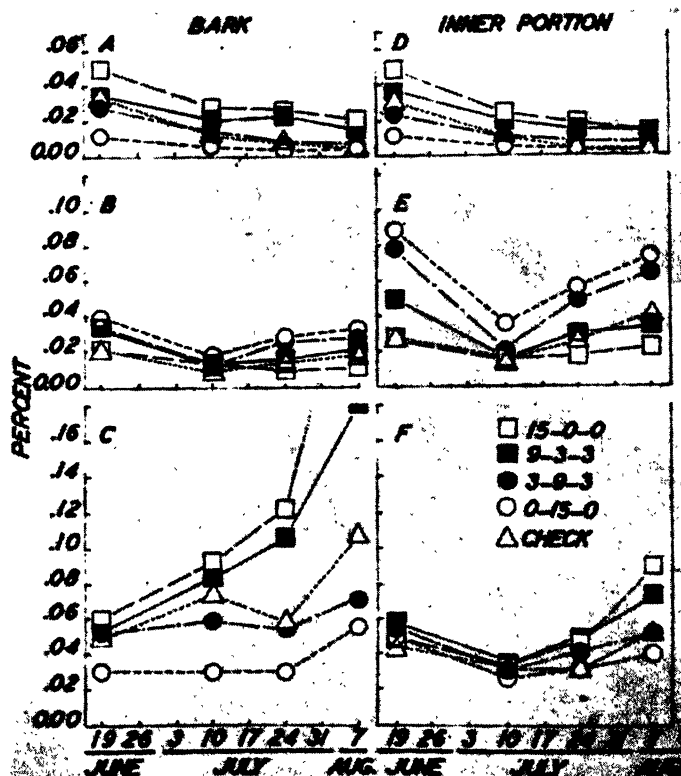 BARK INNER PORTION
.06 A D
.04
.02
0.00
.10 B E
.08
.06
.04
.02
0.00
PERCENT
.16 C F
.14
.12
.10
.08
.06
.04
.02
0.00
15-0-0
9-3-3
3-9-3
0-15-0
CHECK
19 26 3 10 17 24 31 7 19 26 3 10 17 24 31 7
JUNE JULY AUG. JUNE JULY